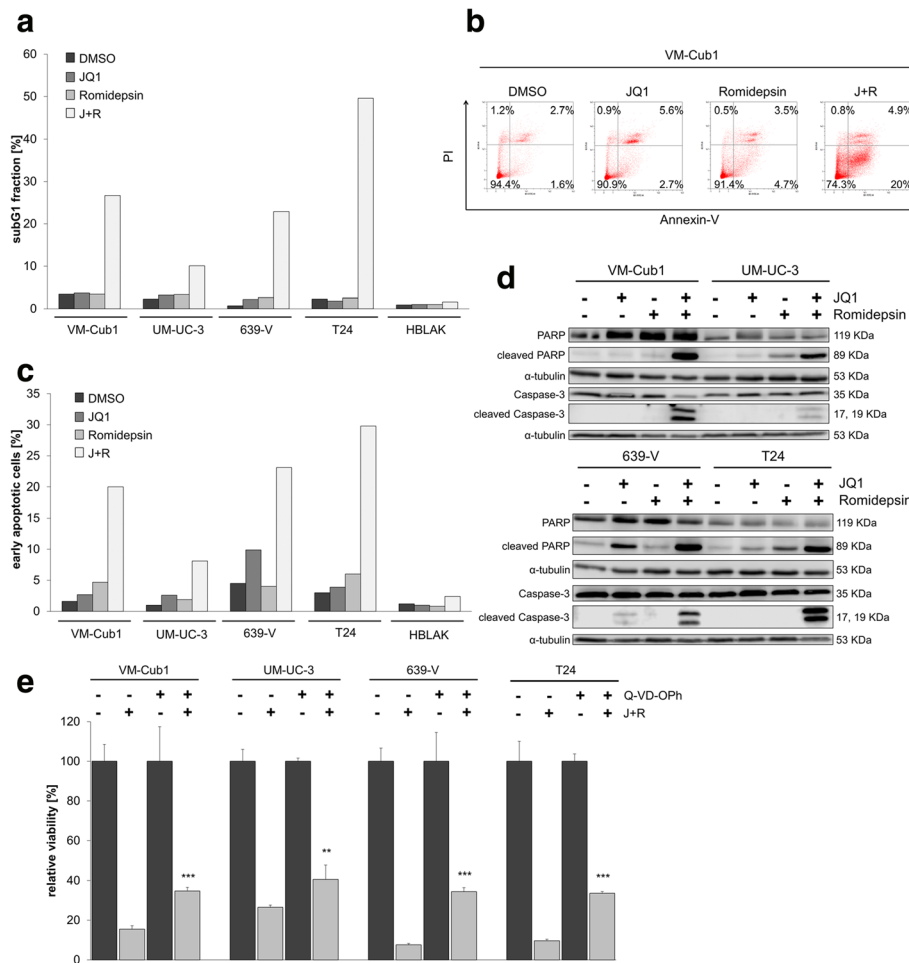 a
60
50
40
30
20
10
0
subG1 fraction [%]
DMSO
JQ1
Romidepsin
J+R
VM-Cub1 UM-UC-3 639-V T24 HBLAK
b
VM-Cub1
DMSO JQ1 Romidepsin J+R
1.2% 2.7% 0.9% 5.6% 0.5% 3.5% 0.8% 4.9%
PI
94.4% 1.6% 90.9% 2.7% 91.4% 4.7% 74.3% 20%
Annexin-V
c
35
30
25
20
15
10
5
0
early apoptotic cells [%]
DMSO
JQ1
Romidepsin
J+R
VM-Cub1 UM-UC-3 639-V T24 HBLAK
d
VM-Cub1 UM-UC-3
- + - + - + - + JQ1
- - + + - - + + Romidepsin
PARP 119 KDa
cleaved PARP 89 KDa
α-tubulin 53 KDa
Caspase-3 35 KDa
cleaved Caspase-3 17, 19 KDa
α-tubulin 53 KDa
639-V T24
- + - + - + - + JQ1
- - + + - - + + Romidepsin
PARP 119 KDa
cleaved PARP 89 KDa
α-tubulin 53 KDa
Caspase-3 35 KDa
cleaved Caspase-3 17, 19 KDa
α-tubulin 53 KDa
e
VM-Cub1 UM-UC-3 639-V T24
- - + + - - + + - - + + - - + + Q-VD-OPh
- + - + - + - + - + - + - + - + J+R
120
100
80
60
40
20
0
relative viability [%]
*** ** *** ***